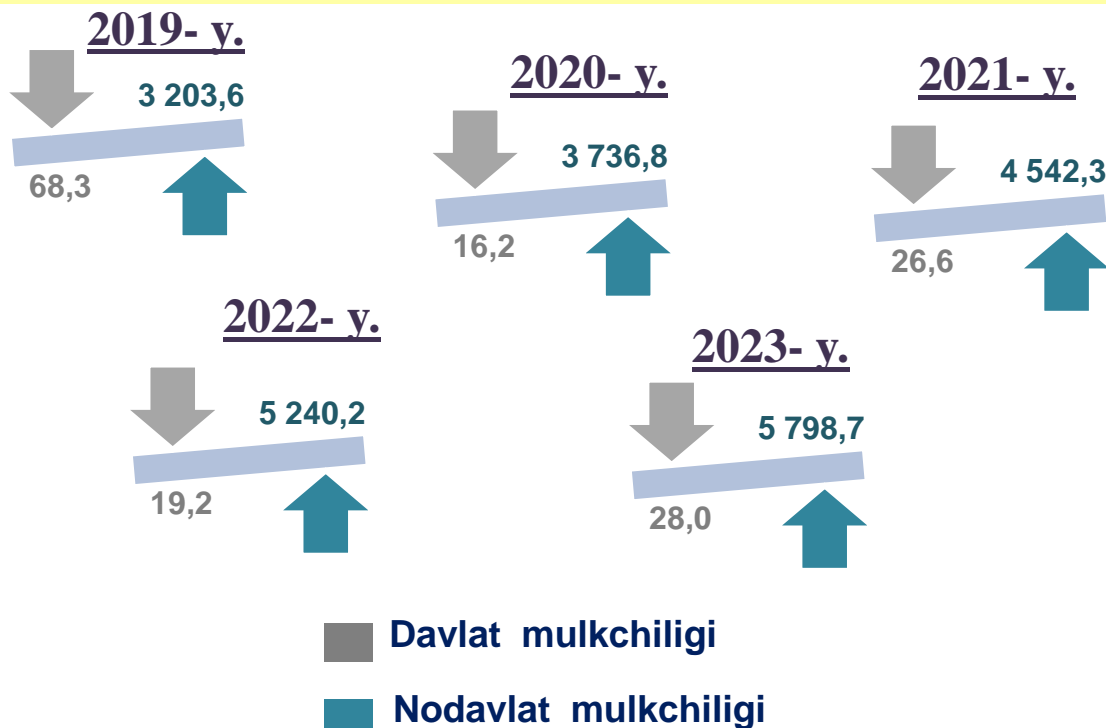 2019- y.
3 203,6
68,3
2020- y.
3 736,8
16,2
2021- y.
4 542,3
26,6
2022- y.
5 240,2
19,2
2023- y.
5 798,7
28,0
Davlat mulkchiligi
Nodavlat mulkchiligi